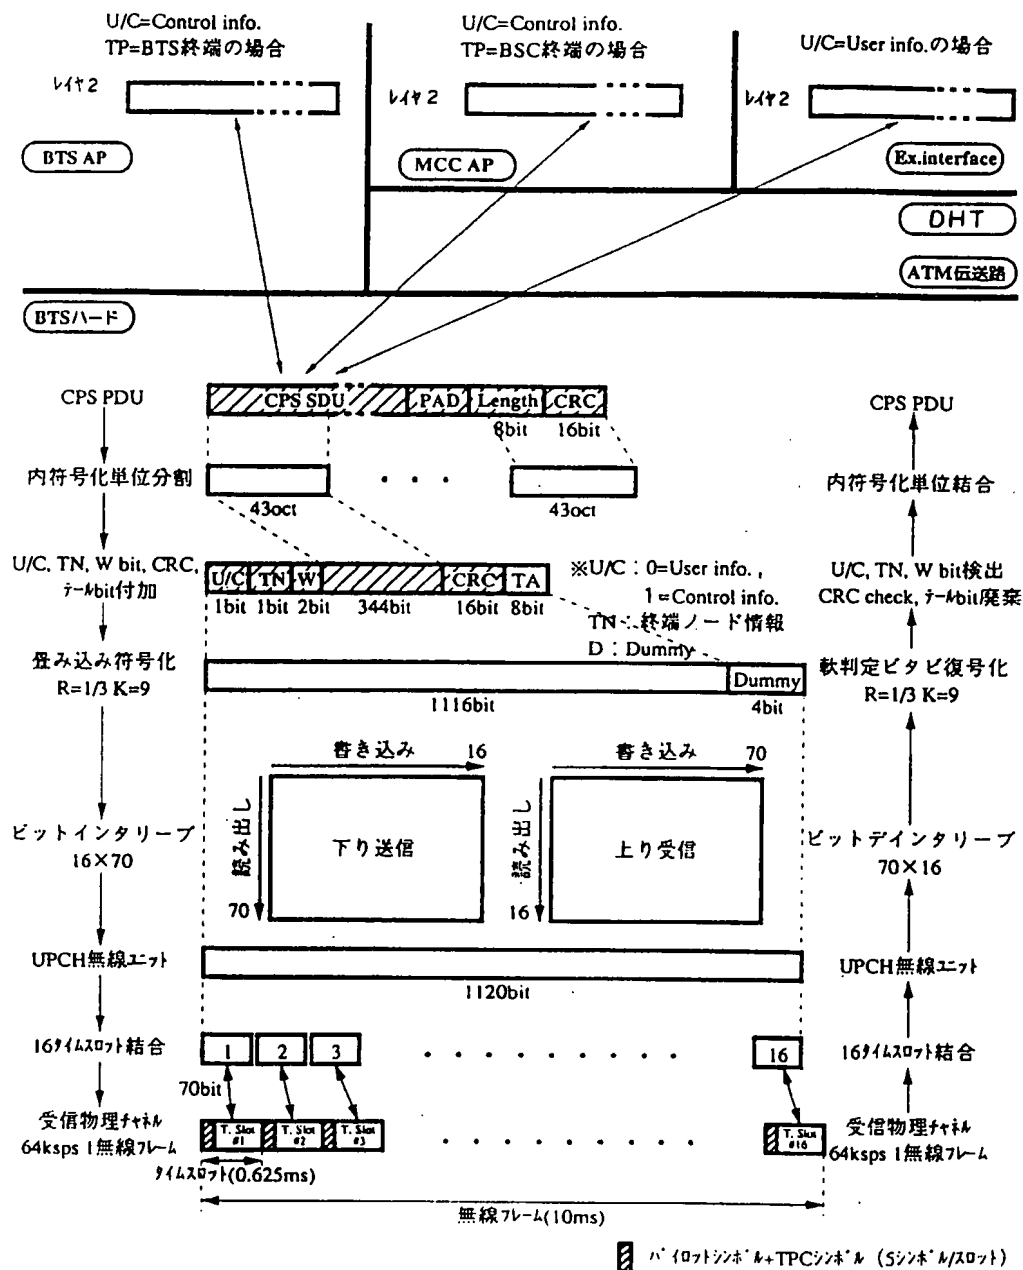 U/C=Control info.
TP=BTS終端の場合
U/C=Control info.
TP=BSC終端の場合
U/C=User info.の場合
レイヤ2
レイヤ2
レイヤ2
BTS AP
MCC AP
Ex.interface
DHT
ATM伝送路
BTSハード
CPS PDU
CPS SDU
PAD
Length
CRC
8bit
16bit
CPS PDU
内符号化単位分割
43oct
43oct
内符号化単位結合
U/C, TN, W bit, CRC,
テールbit付加
U/C
TN
W
CRC
TA
1bit
1bit
2bit
344bit
16bit
8bit
※U/C：0=User info.,
1=Control info.
TN：終端ノード情報
D：Dummy
U/C, TN, W bit検出
CRC check, テールbit廃棄
畳み込み符号化
R=1/3 K=9
Dummy
1116bit
4bit
軟判定ビタビ復号化
R=1/3 K=9
書き込み
16
読み出し
70
下り送信
書き込み
70
読み出し
16
上り受信
ビットインタリーブ
16×70
ビットデインタリーブ
70×16
UPCH無線ユニット
1120bit
UPCH無線ユニット
16タイムスロット結合
1
2
3
16
16タイムスロット結合
70bit
受信物理チャネル
64ksps 1無線フレーム
T. Slot
#1
T. Slot
#2
T. Slot
#3
T. Slot
#16
受信物理チャネル
64ksps 1無線フレーム
タイムスロット(0.625ms)
無線フレーム(10ms)
パイロットシンボル+TPCシンボル（5シンボル/スロット）